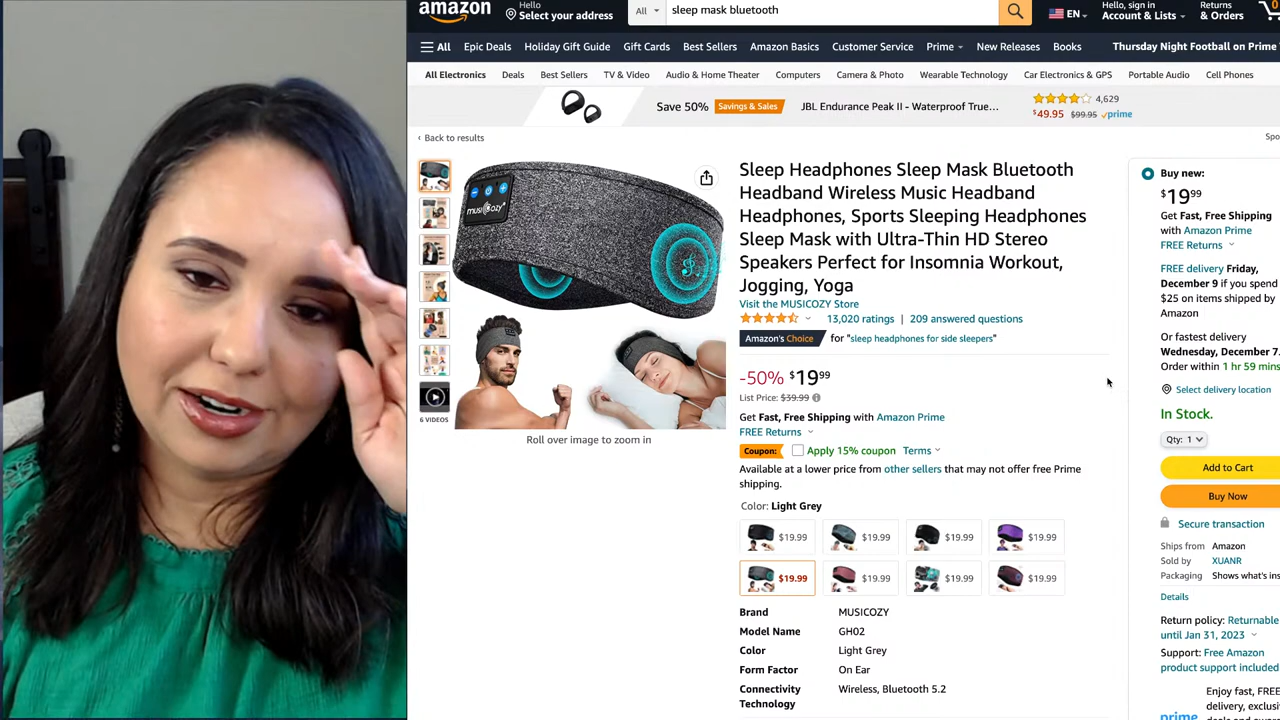 amazon
Hello
Select your address
All
sleep mask bluetooth
EN
Hello, sign in
Account & Lists
Returns
& Orders
0
All
Epic Deals
Holiday Gift Guide
Gift Cards
Best Sellers
Amazon Basics
Customer Service
Prime
New Releases
Books
Thursday Night Football on Prime
All Electronics
Deals
Best Sellers
TV & Video
Audio & Home Theater
Computers
Camera & Photo
Wearable Technology
Car Electronics & GPS
Portable Audio
Cell Phones
Save 50%
Savings & Sales
JBL Endurance Peak II - Waterproof True...
4,629
$49.95 $99.95 prime
‹ Back to results
Spo
musicozy
6 VIDEOS
Roll over image to zoom in
Sleep Headphones Sleep Mask Bluetooth
Headband Wireless Music Headband
Headphones, Sports Sleeping Headphones
Sleep Mask with Ultra-Thin HD Stereo
Speakers Perfect for Insomnia Workout,
Jogging, Yoga
Visit the MUSICOZY Store
13,020 ratings | 209 answered questions
Amazon's Choice for "sleep headphones for side sleepers"
-50% $19 99
List Price: $39.99
Get Fast, Free Shipping with Amazon Prime
FREE Returns
Coupon: Apply 15% coupon Terms
Available at a lower price from other sellers that may not offer free Prime
shipping.
Color: Light Grey
$19.99 $19.99 $19.99 $19.99
$19.99 $19.99 $19.99 $19.99
Brand MUSICOZY
Model Name GH02
Color Light Grey
Form Factor On Ear
Connectivity Wireless, Bluetooth 5.2
Technology
Buy new:
$19 99
Get Fast, Free Shipping
with Amazon Prime
FREE Returns
FREE delivery Friday,
December 9 if you spend
$25 on items shipped by
Amazon
Or fastest delivery
Wednesday, December 7.
Order within 1 hr 59 mins
Select delivery location
In Stock.
Qty: 1
Add to Cart
Buy Now
Secure transaction
Ships from Amazon
Sold by XUANR
Packaging Shows what's ins
Details
Return policy: Returnable
until Jan 31, 2023
Support: Free Amazon
product support included
Enjoy fast, FREE
prime delivery, exclusi